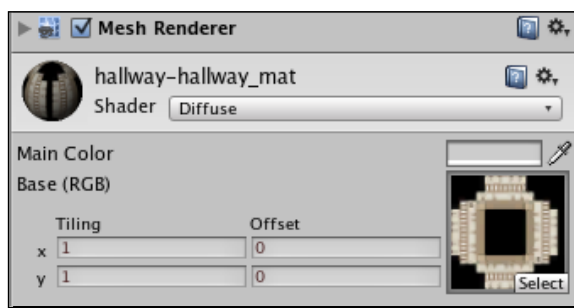 Mesh Renderer
hallway-hallway_mat
Shader Diffuse
Main Color
Base (RGB)
Tiling Offset
x 1 0
y 1 0
Select